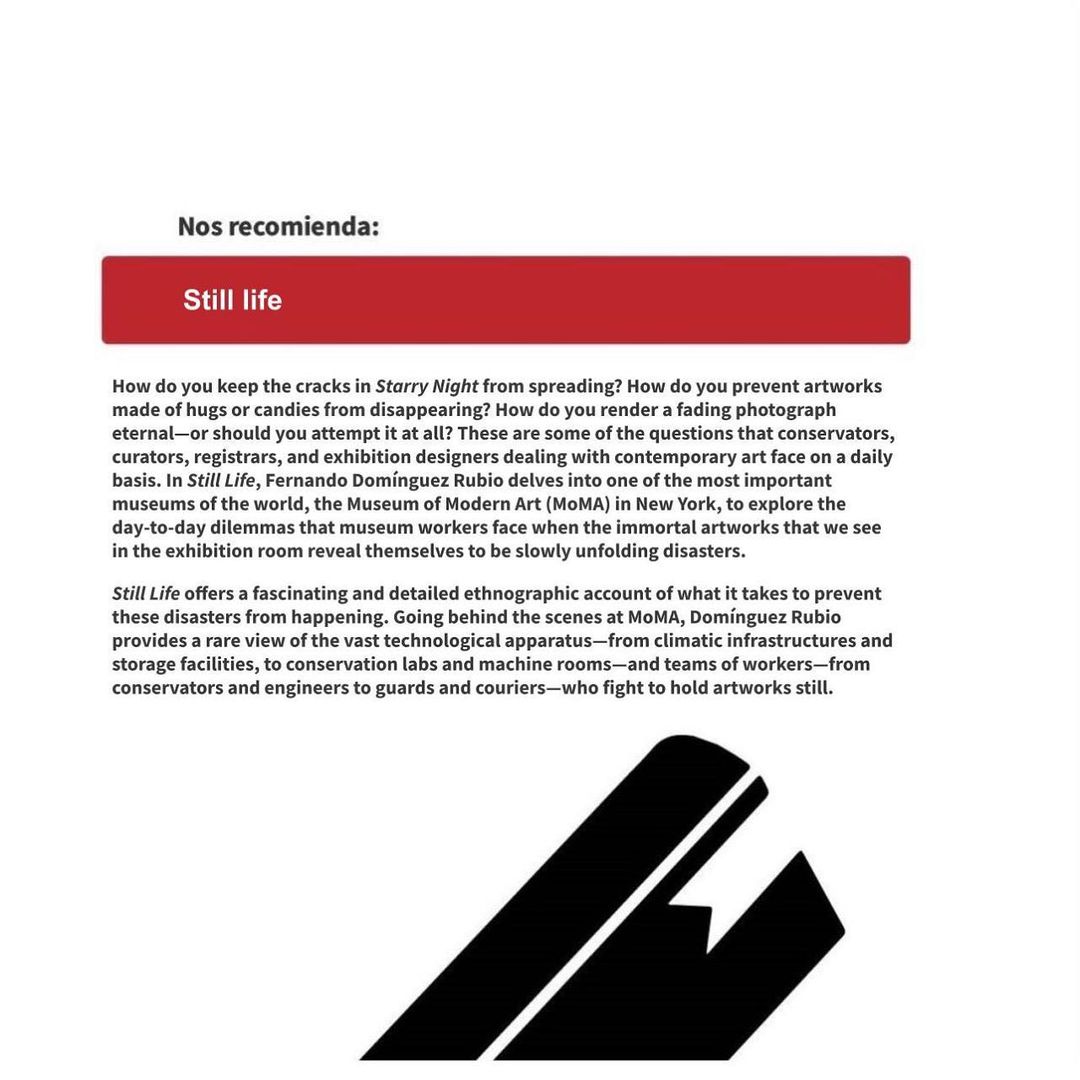 Nos recomienda:
Still life
How do you keep the cracks in Starry Night from spreading? How do you prevent artworks
made of hugs or candies from disappearing? How do you render a fading photograph
eternal—or should you attempt it at all? These are some of the questions that conservators,
curators, registrars, and exhibition designers dealing with contemporary art face on a daily
basis. In Still Life, Fernando Domínguez Rubio delves into one of the most important
museums of the world, the Museum of Modern Art (MoMA) in New York, to explore the
day-to-day dilemmas that museum workers face when the immortal artworks that we see
in the exhibition room reveal themselves to be slowly unfolding disasters.
Still Life offers a fascinating and detailed ethnographic account of what it takes to prevent
these disasters from happening. Going behind the scenes at MoMA, Domínguez Rubio
provides a rare view of the vast technological apparatus—from climatic infrastructures and
storage facilities, to conservation labs and machine rooms—and teams of workers—from
conservators and engineers to guards and couriers—who fight to hold artworks still.